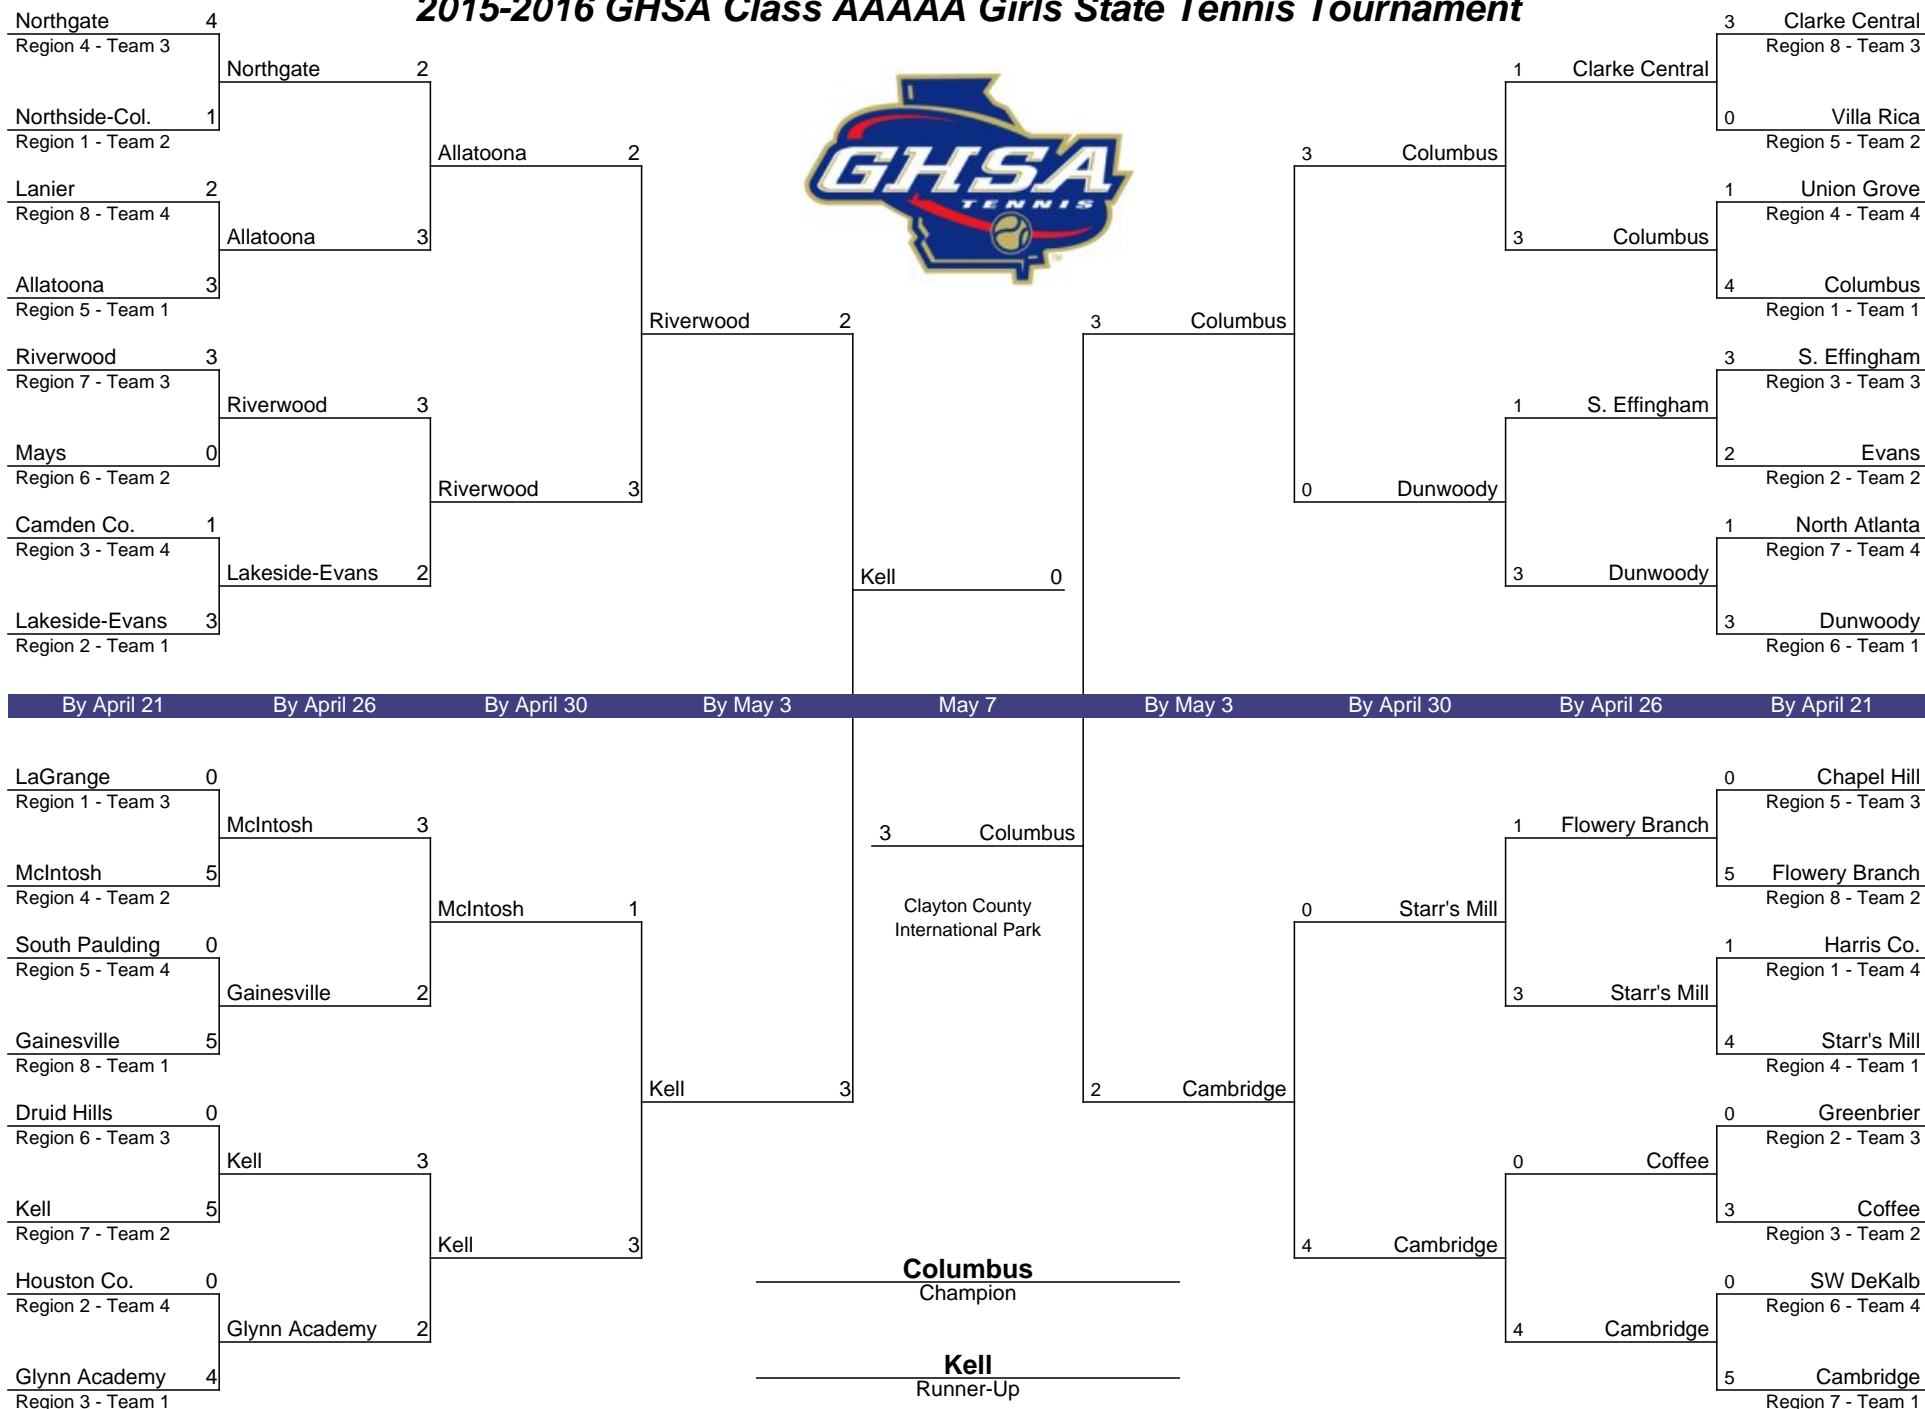 2015-2016 GHSA Class AAAAA Girls State Tennis Tournament
Northgate 4
Region 4 - Team 3
Northside-Col. 1
Region 1 - Team 2
Lanier 2
Region 8 - Team 4
Allatoona 3
Region 5 - Team 1
Riverwood 3
Region 7 - Team 3
Mays 0
Region 6 - Team 2
Camden Co. 1
Region 3 - Team 4
Lakeside-Evans 3
Region 2 - Team 1
Northgate 2
Allatoona 3
Riverwood 3
Lakeside-Evans 2
Allatoona 2
Riverwood 3
Riverwood 2
Kell 0
GHSA
TENNIS
TM
3 Columbus
3 Columbus
0 Dunwoody
1 Clarke Central
3 Columbus
1 S. Effingham
3 Dunwoody
3 Clarke Central
Region 8 - Team 3
0 Villa Rica
Region 5 - Team 2
1 Union Grove
Region 4 - Team 4
4 Columbus
Region 1 - Team 1
3 S. Effingham
Region 3 - Team 3
2 Evans
Region 2 - Team 2
1 North Atlanta
Region 7 - Team 4
3 Dunwoody
Region 6 - Team 1
By April 21 By April 26 By April 30 By May 3 May 7 By May 3 By April 30 By April 26 By April 21
LaGrange 0
Region 1 - Team 3
McIntosh 5
Region 4 - Team 2
South Paulding 0
Region 5 - Team 4
Gainesville 5
Region 8 - Team 1
Druid Hills 0
Region 6 - Team 3
Kell 5
Region 7 - Team 2
Houston Co. 0
Region 2 - Team 4
Glynn Academy 4
Region 3 - Team 1
McIntosh 3
Gainesville 2
Kell 3
Glynn Academy 2
McIntosh 1
Kell 3
Kell 3
3 Columbus
Clayton County
International Park
Columbus
Champion
Kell
Runner-Up
2 Cambridge
0 Starr's Mill
4 Cambridge
1 Flowery Branch
3 Starr's Mill
0 Coffee
4 Cambridge
0 Chapel Hill
Region 5 - Team 3
5 Flowery Branch
Region 8 - Team 2
1 Harris Co.
Region 1 - Team 4
4 Starr's Mill
Region 4 - Team 1
0 Greenbrier
Region 2 - Team 3
3 Coffee
Region 3 - Team 2
0 SW DeKalb
Region 6 - Team 4
5 Cambridge
Region 7 - Team 1